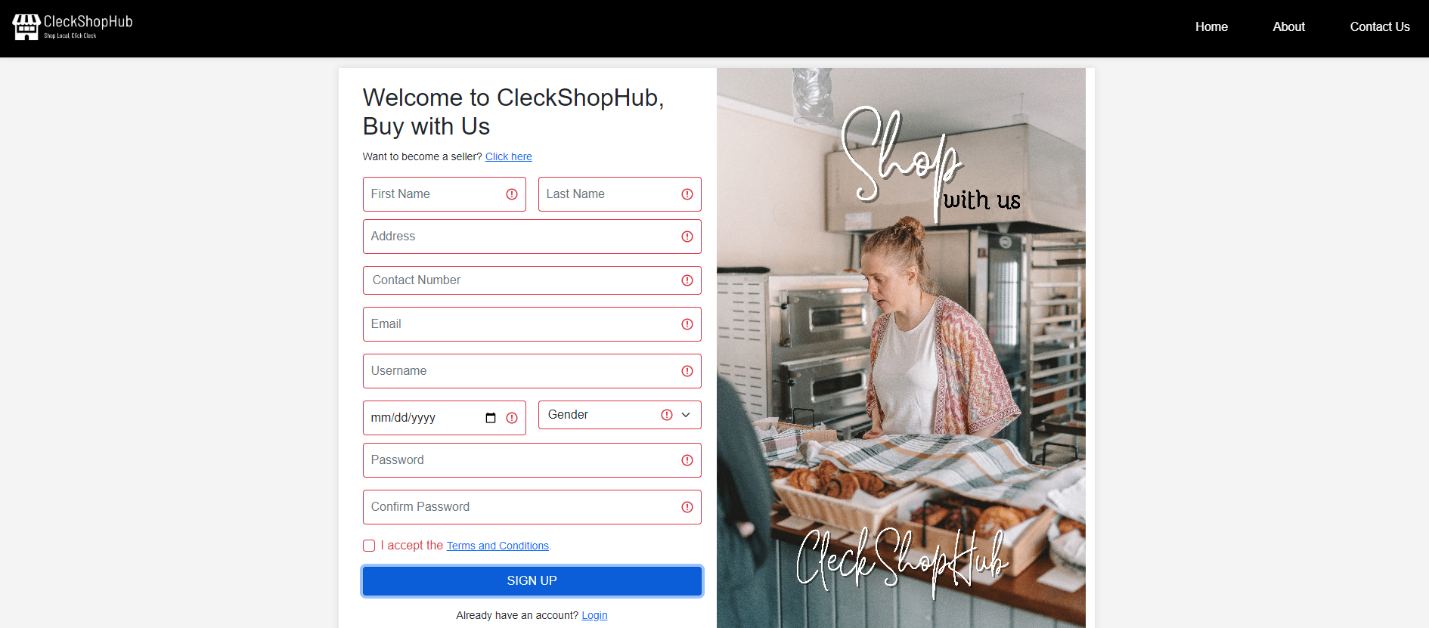 CleckShopHub
Shop Local, Click Cleck
Home
About
Contact Us
Welcome to CleckShopHub,
Buy with Us
Want to become a seller? Click here
First Name
Last Name
Address
Contact Number
Email
Username
mm/dd/yyyy
Gender
Password
Confirm Password
I accept the Terms and Conditions
SIGN UP
Already have an account? Login
Shop
with us
CleckShopHub